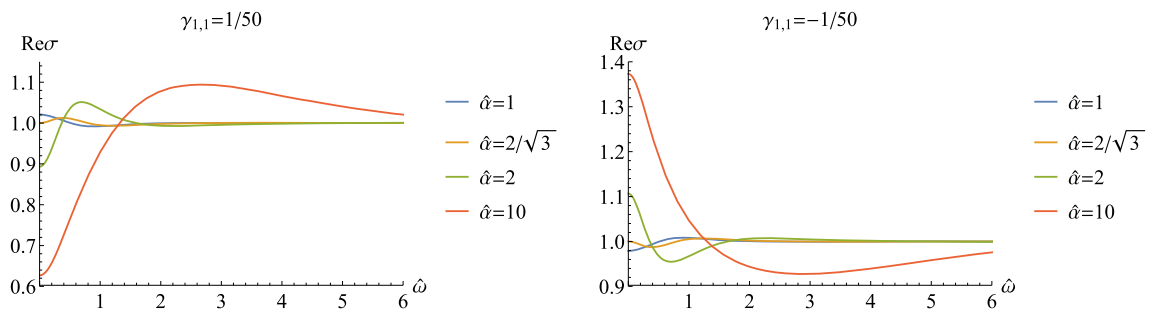 γ₁,₁=1/50
Reσ
1.1
1.0
0.9
0.8
0.7
0.6
1 2 3 4 5 6
ω̂
α̂=1
α̂=2/√3
α̂=2
α̂=10
γ₁,₁=−1/50
Reσ
1.4
1.3
1.2
1.1
1.0
0.9
1 2 3 4 5 6
ω̂
α̂=1
α̂=2/√3
α̂=2
α̂=10